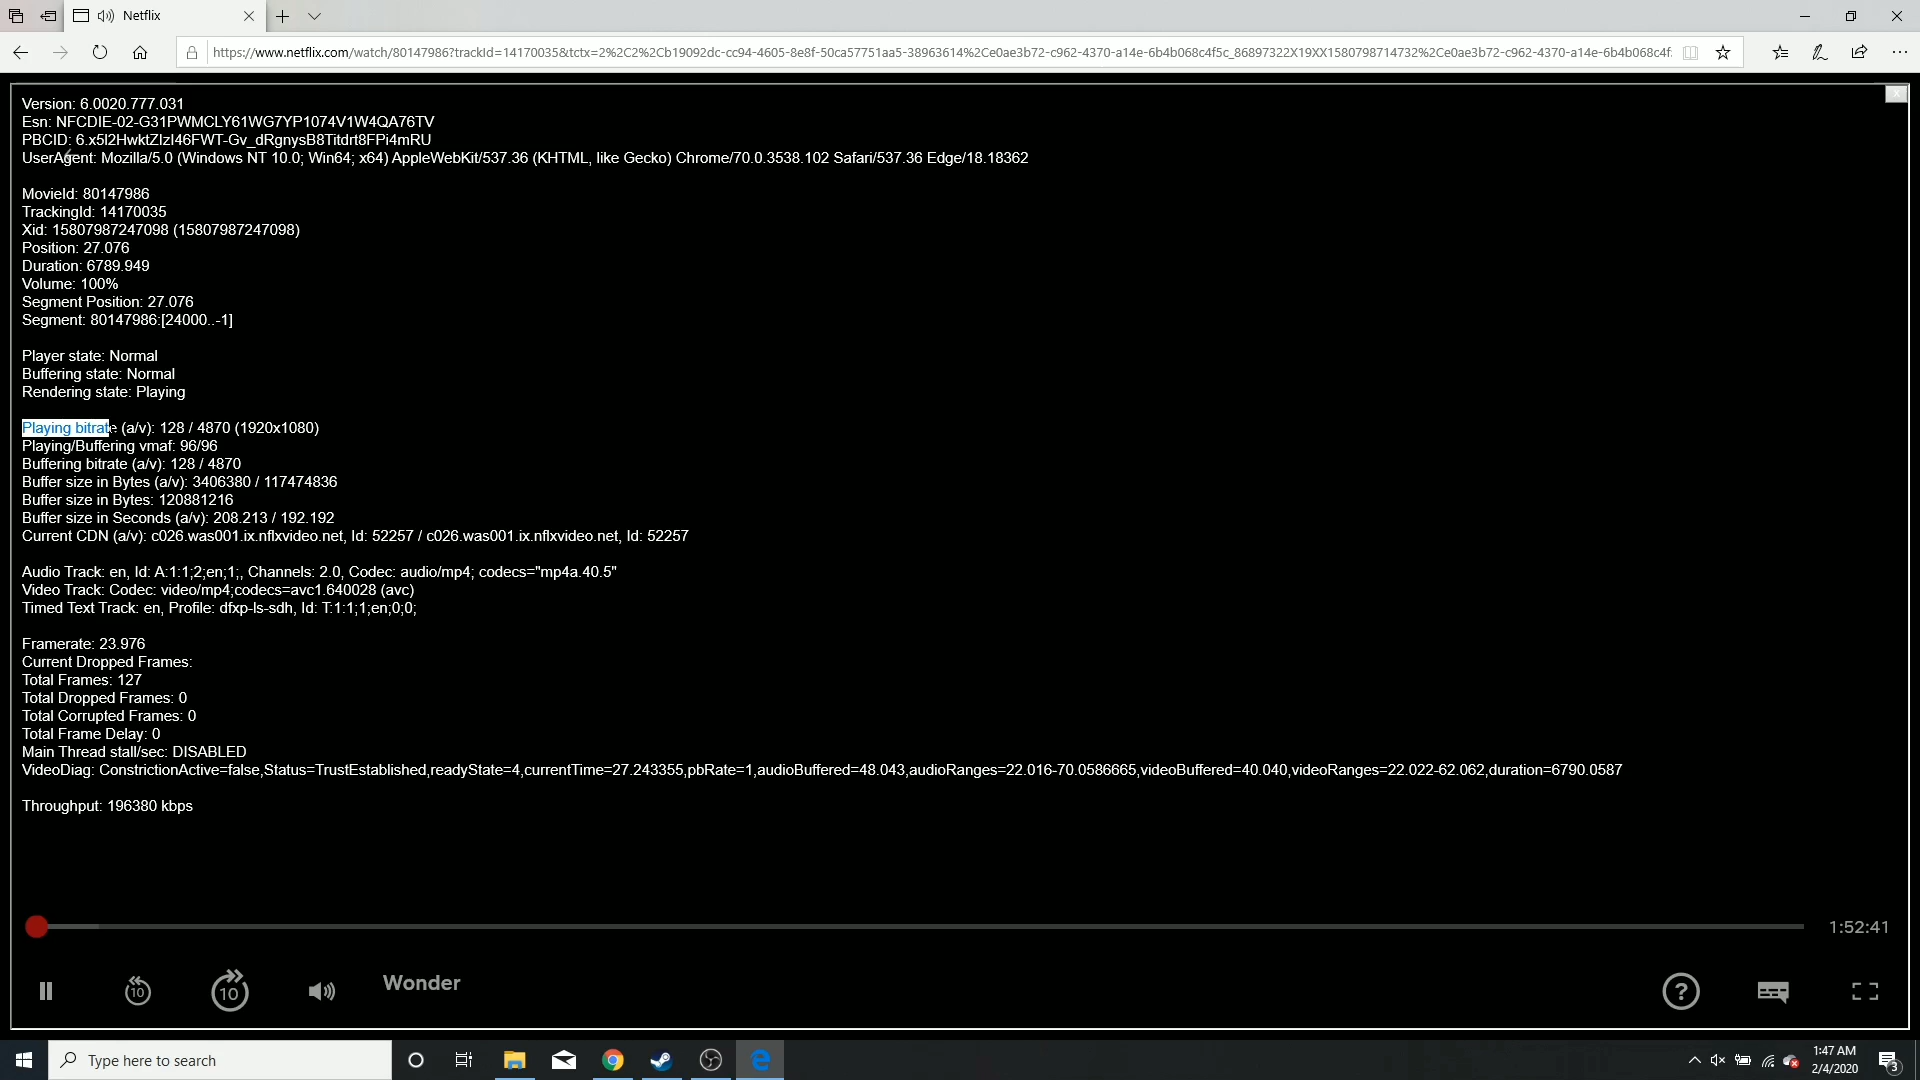 Netflix
https://www.netflix.com/watch/80147986?trackId=14170035&tctx=2%2C2%2Cb19092dc-cc94-4605-8e8f-50ca57751aa5-38963614%2Ce0ae3b72-c962-4370-a14e-6b4b068c4f5c_86897322X19XX1580798714732%2Ce0ae3b72-c962-4370-a14e-6b4b068c4f
Version: 6.0020.777.031
Esn: NFCDIE-02-G31PWMCLY61WG7YP1074V1W4QA76TV
PBCID: 6.x5I2HwktZIzI46FWT-Gv_dRgnysB8Titdrt8FPi4mRU
UserAgent: Mozilla/5.0 (Windows NT 10.0; Win64; x64) AppleWebKit/537.36 (KHTML, like Gecko) Chrome/70.0.3538.102 Safari/537.36 Edge/18.18362
MovieId: 80147986
TrackingId: 14170035
Xid: 15807987247098 (15807987247098)
Position: 27.076
Duration: 6789.949
Volume: 100%
Segment Position: 27.076
Segment: 80147986:[24000..-1]
Player state: Normal
Buffering state: Normal
Rendering state: Playing
Playing bitrate (a/v): 128 / 4870 (1920x1080)
Playing/Buffering vmaf: 96/96
Buffering bitrate (a/v): 128 / 4870
Buffer size in Bytes (a/v): 3406380 / 117474836
Buffer size in Bytes: 120881216
Buffer size in Seconds (a/v): 208.213 / 192.192
Current CDN (a/v): c026.was001.ix.nflxvideo.net, Id: 52257 / c026.was001.ix.nflxvideo.net, Id: 52257
Audio Track: en, Id: A:1:1;2;en;1;, Channels: 2.0, Codec: audio/mp4; codecs="mp4a.40.5"
Video Track: Codec: video/mp4;codecs=avc1.640028 (avc)
Timed Text Track: en, Profile: dfxp-ls-sdh, Id: T:1:1;1;en;0;0;
Framerate: 23.976
Current Dropped Frames:
Total Frames: 127
Total Dropped Frames: 0
Total Corrupted Frames: 0
Total Frame Delay: 0
Main Thread stall/sec: DISABLED
VideoDiag: ConstrictionActive=false,Status=TrustEstablished,readyState=4,currentTime=27.243355,pbRate=1,audioBuffered=48.043,audioRanges=22.016-70.0586665,videoBuffered=40.040,videoRanges=22.022-62.062,duration=6790.0587
Throughput: 196380 kbps
1:52:41
10
10
Wonder
?
Type here to search
1:47 AM
2/4/2020
3